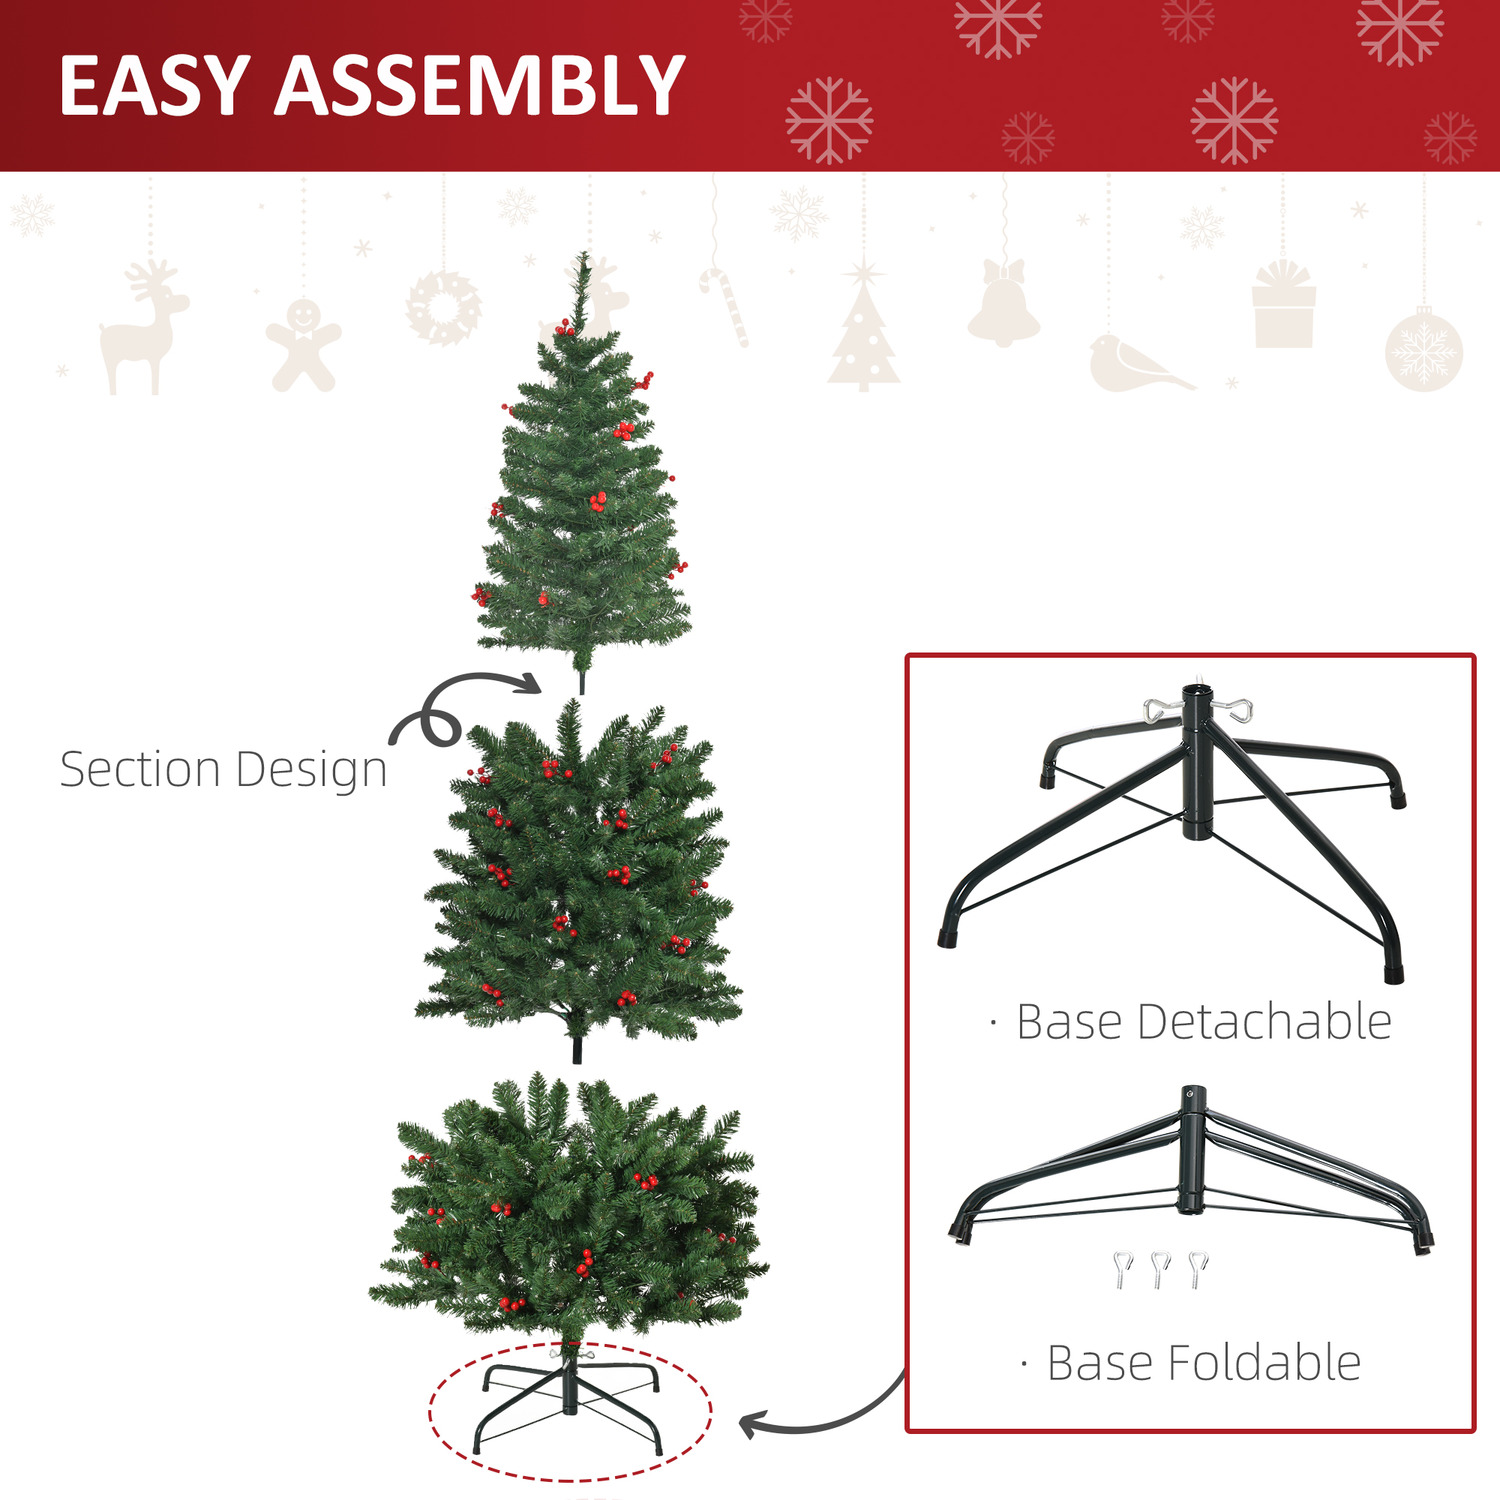 EASY ASSEMBLY
Section Design
· Base Detachable
· Base Foldable